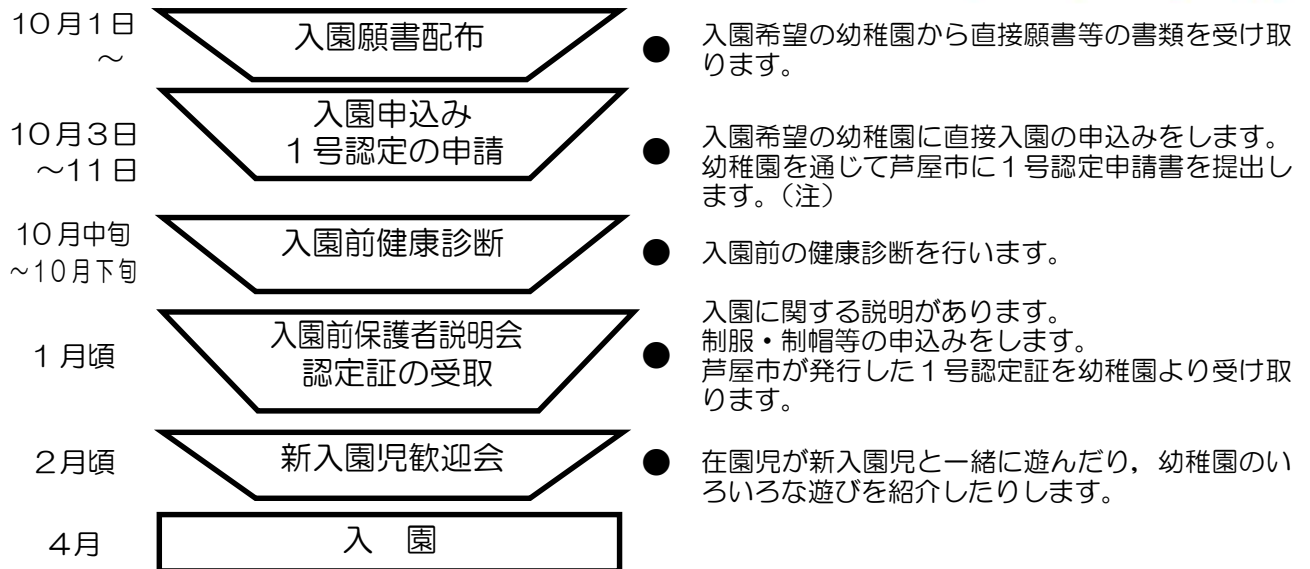 10月1日
～
入園願書配布
● 入園希望の幼稚園から直接願書等の書類を受け取
ります。
10月3日
～11日
入園申込み
1号認定の申請
● 入園希望の幼稚園に直接入園の申込みをします。
幼稚園を通じて芦屋市に1号認定申請書を提出し
ます。（注）
10月中旬
～10月下旬
入園前健康診断
● 入園前の健康診断を行います。
1月頃
入園前保護者説明会
認定証の受取
● 入園に関する説明があります。
制服・制帽等の申込みをします。
芦屋市が発行した1号認定証を幼稚園より受け取
ります。
2月頃
新入園児歓迎会
● 在園児が新入園児と一緒に遊んだり，幼稚園のい
ろいろな遊びを紹介したりします。
4月
入　園